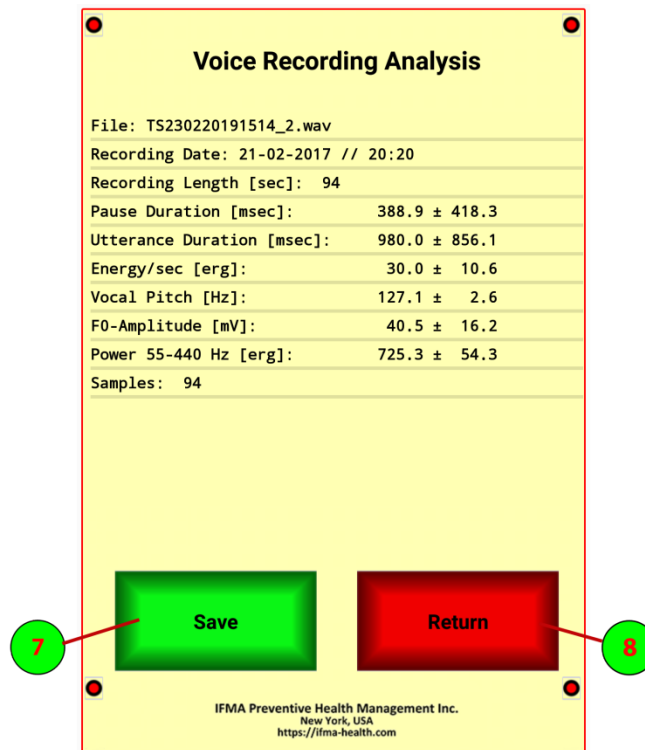 Voice Recording Analysis
File: TS230220191514_2.wav
Recording Date: 21-02-2017 // 20:20
Recording Length [sec]: 94
Pause Duration [msec]: 388.9 ± 418.3
Utterance Duration [msec]: 980.0 ± 856.1
Energy/sec [erg]: 30.0 ± 10.6
Vocal Pitch [Hz]: 127.1 ± 2.6
F0-Amplitude [mV]: 40.5 ± 16.2
Power 55-440 Hz [erg]: 725.3 ± 54.3
Samples: 94
7 Save Return 8
IFMA Preventive Health Management Inc.
New York, USA
https://ifma-health.com